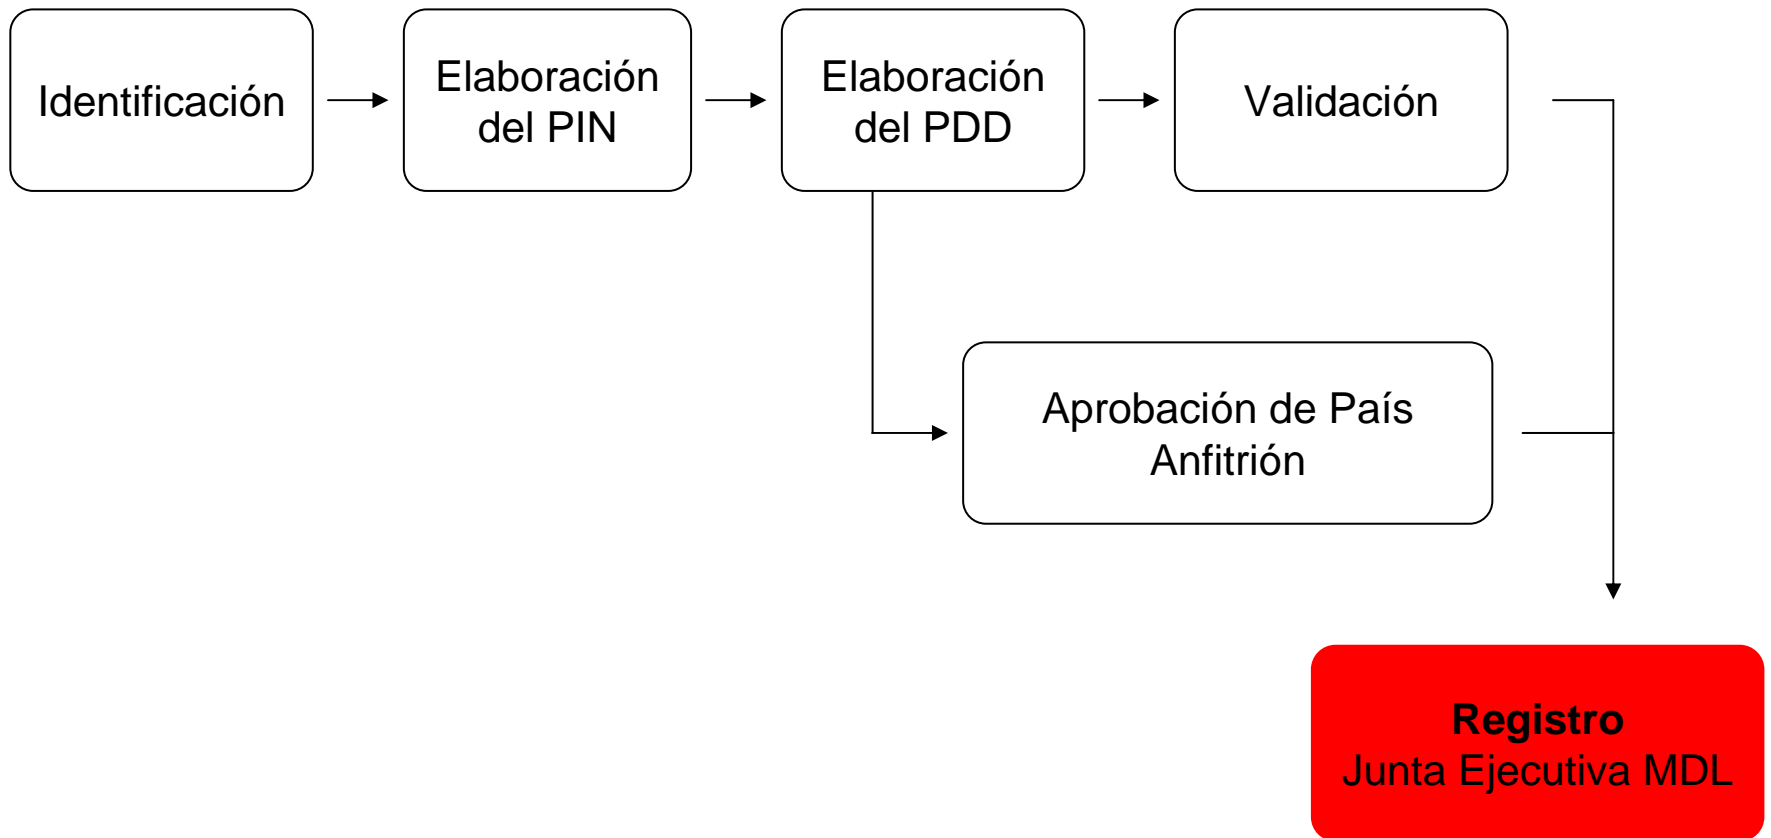 Identificación
Elaboración
del PIN
Elaboración
del PDD
Validación
Aprobación de País
Anfitrión
Registro
Junta Ejecutiva MDL